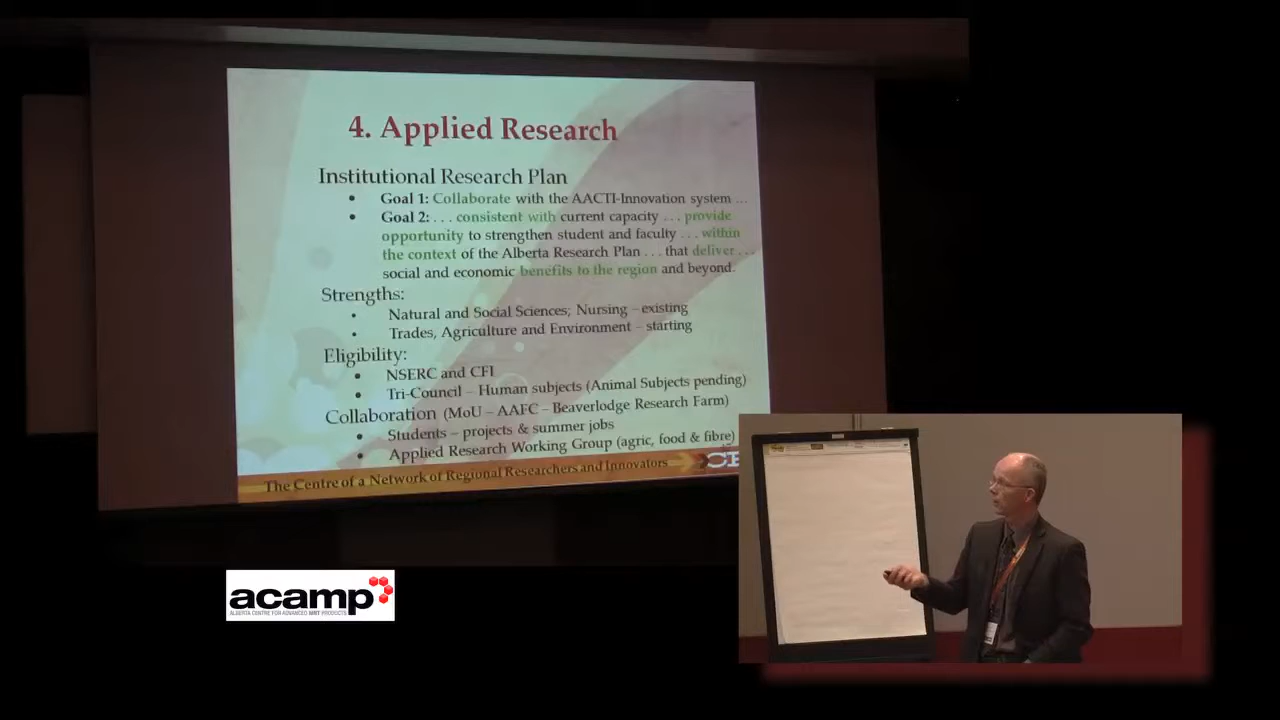 4. Applied Research
Institutional Research Plan
• Goal 1: Collaborate with the AACTI-Innovation system ...
• Goal 2: . . . consistent with current capacity . . . provide
opportunity to strengthen student and faculty . . . within
the context of the Alberta Research Plan . . . that deliver . . .
social and economic benefits to the region and beyond.
Strengths:
• Natural and Social Sciences; Nursing – existing
• Trades, Agriculture and Environment – starting
Eligibility:
• NSERC and CFI
• Tri-Council – Human subjects (Animal Subjects pending)
Collaboration (MoU – AAFC – Beaverlodge Research Farm)
• Students – projects & summer jobs
• Applied Research Working Group (agric, food & fibre)
The Centre of a Network of Regional Researchers and Innovators
acamp
ALBERTA CENTRE FOR ADVANCED MNT PRODUCTS